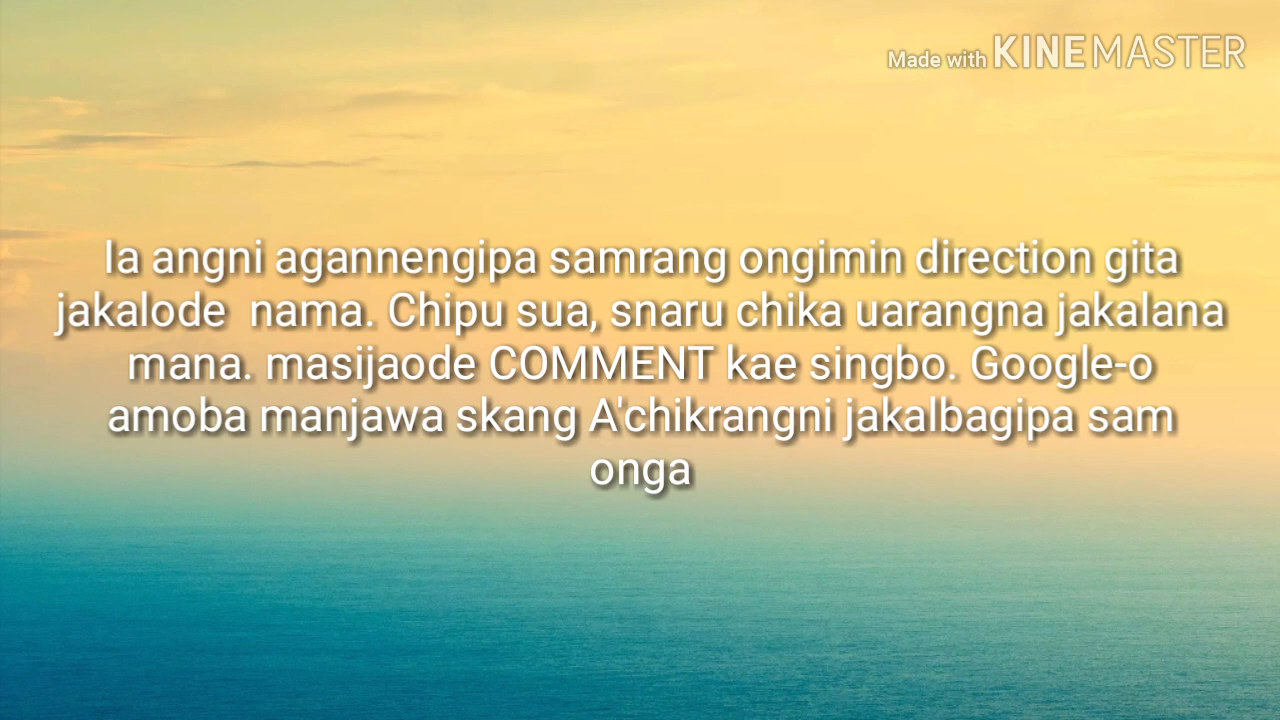 Made with KINEMASTER
Ia angni agannengipa samrang ongimin direction gita
jakalode nama. Chipu sua, snaru chika uarangna jakalana
mana. masijaode COMMENT kae singbo. Google-o
amoba manjawa skang A'chikrangni jakalbagipa sam
onga